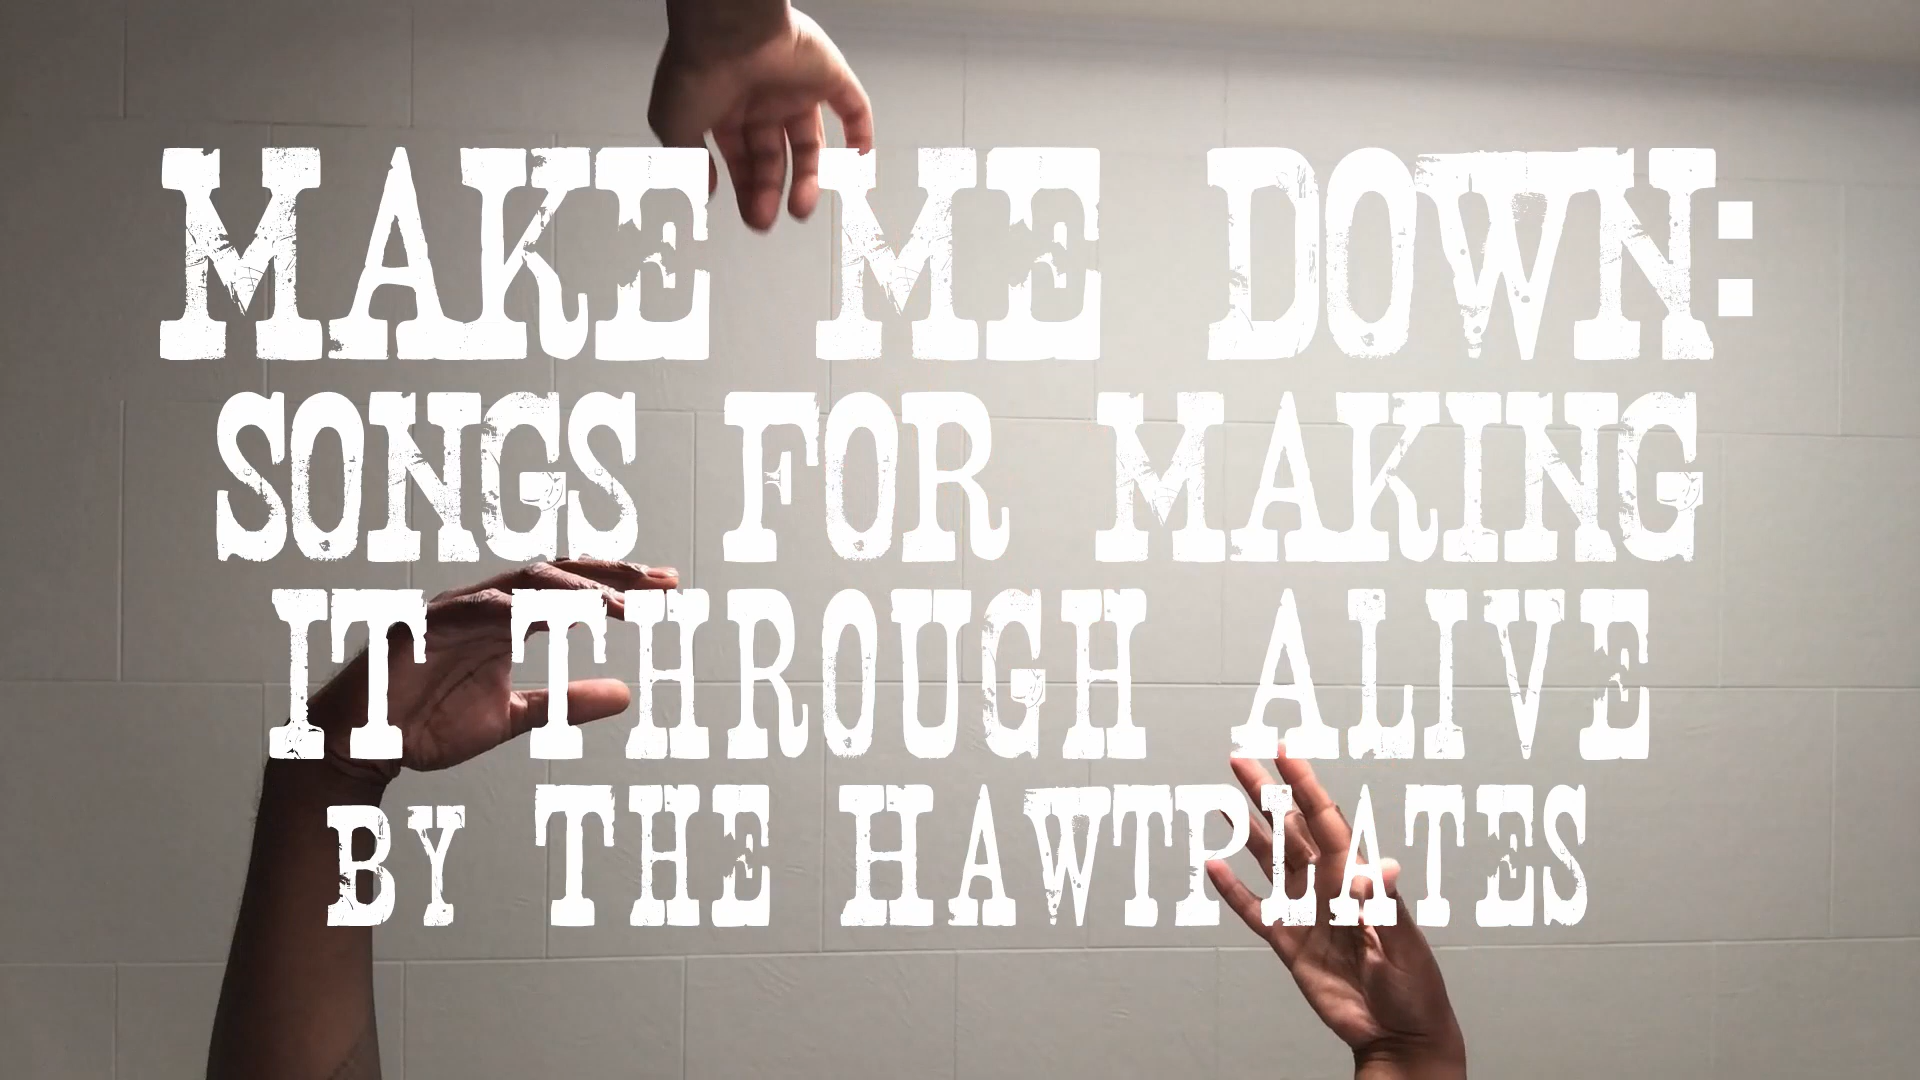 MAKE ME DOWN:
SONGS FOR MAKING
IT THROUGH ALIVE
BY THE HAWTPLATES